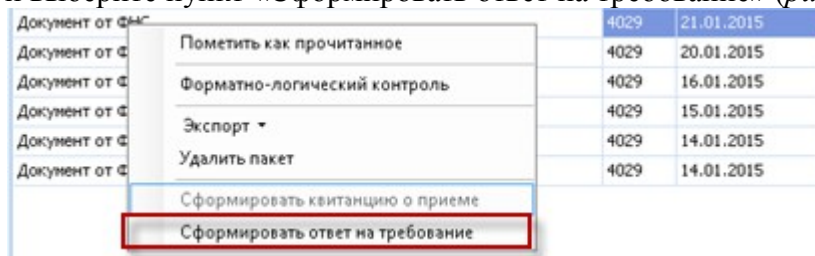 и выберите пункт «Сформировать ответ на требование» (
Документ от ФНС 4029 21.01.2015
Пометить как прочитанное
Документ от Ф 4029 20.01.2015
Форматно-логический контроль
Документ от Ф 4029 16.01.2015
Экспорт
Документ от Ф 4029 15.01.2015
Удалить пакет
Документ от Ф 4029 14.01.2015
Документ от Ф 4029 14.01.2015
Сформировать квитанцию о приеме
Сформировать ответ на требование